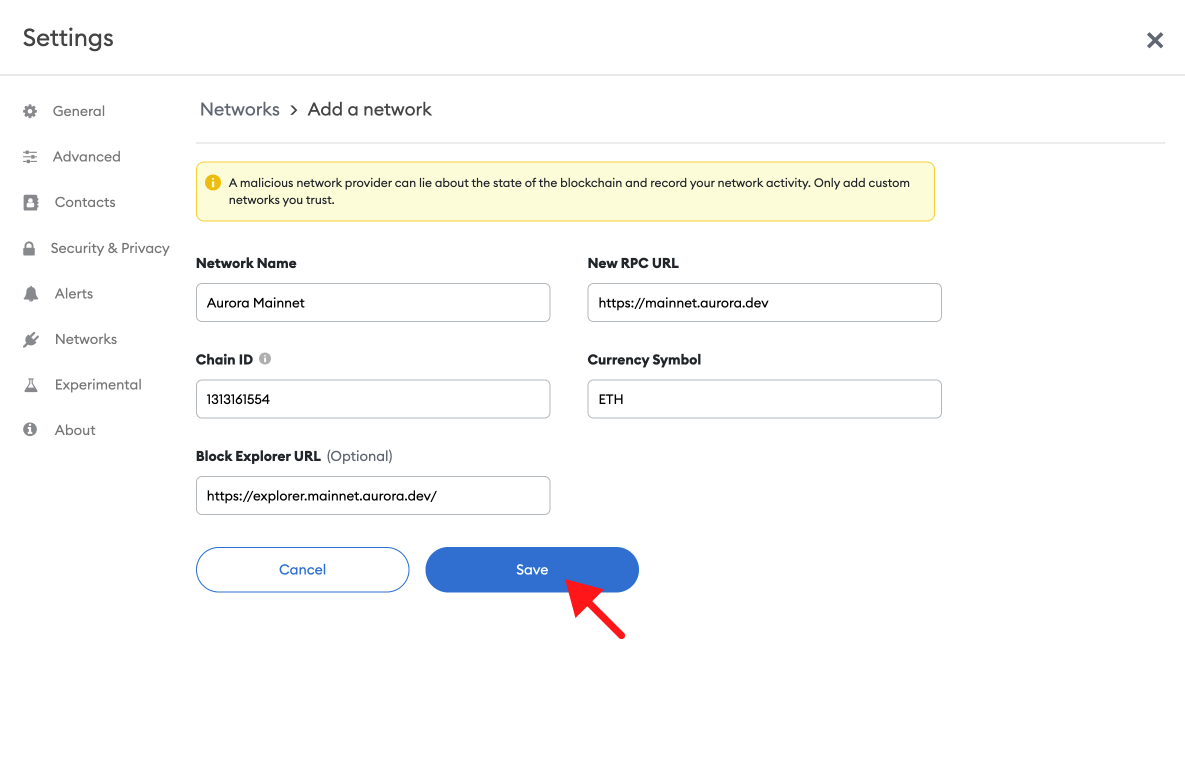 Settings
General
Advanced
Contacts
Security & Privacy
Alerts
Networks
Experimental
About
Networks > Add a network
A malicious network provider can lie about the state of the blockchain and record your network activity. Only add custom
networks you trust.
Network Name
Aurora Mainnet
New RPC URL
https://mainnet.aurora.dev
Chain ID
1313161554
Currency Symbol
ETH
Block Explorer URL (Optional)
https://explorer.mainnet.aurora.dev/
Cancel
Save